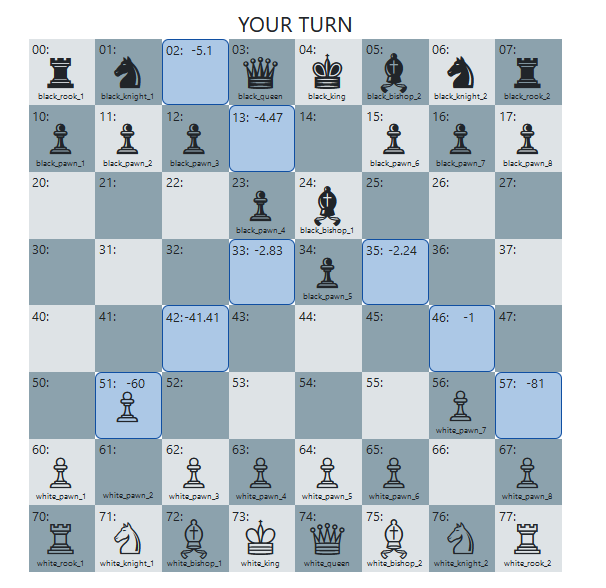 YOUR TURN
00: 01: 02: -5.1 03: 04: 05: 06: 07:
black_rook_1 black_knight_1 black_queen black_king black_bishop_2 black_knight_2 black_rook_2
10: 11: 12: 13: -4.47 14: 15: 16: 17:
black_pawn_1 black_pawn_2 black_pawn_3 black_pawn_6 black_pawn_7 black_pawn_8
20: 21: 22: 23: 24: 25: 26: 27:
black_pawn_4 black_bishop_1
30: 31: 32: 33: -2.83 34: 35: -2.24 36: 37:
black_pawn_5
40: 41: 42:-41.41 43: 44: 45: 46: -1 47:
50: 51: -60 52: 53: 54: 55: 56: 57: -81
white_pawn_7
60: 61: 62: 63: 64: 65: 66: 67:
white_pawn_1 white_pawn_2 white_pawn_3 white_pawn_4 white_pawn_5 white_pawn_6 white_pawn_8
70: 71: 72: 73: 74: 75: 76: 77:
white_rook_1 white_knight_1 white_bishop_1 white_king white_queen white_bishop_2 white_knight_2 white_rook_2